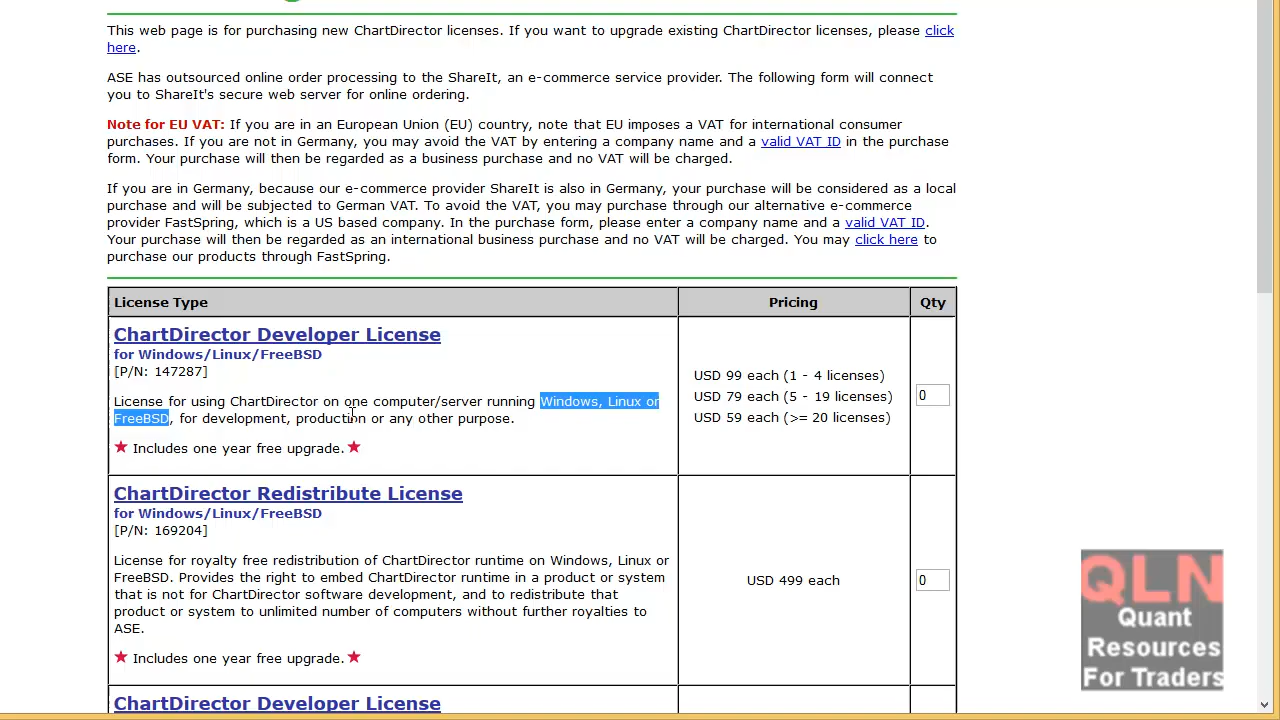 This web page is for purchasing new ChartDirector licenses. If you want to upgrade existing ChartDirector licenses, please click
here.
ASE has outsourced online order processing to the ShareIt, an e-commerce service provider. The following form will connect
you to ShareIt's secure web server for online ordering.
Note for EU VAT: If you are in an European Union (EU) country, note that EU imposes a VAT for international consumer
purchases. If you are not in Germany, you may avoid the VAT by entering a company name and a valid VAT ID in the purchase
form. Your purchase will then be regarded as a business purchase and no VAT will be charged.
If you are in Germany, because our e-commerce provider ShareIt is also in Germany, your purchase will be considered as a local
purchase and will be subjected to German VAT. To avoid the VAT, you may purchase through our alternative e-commerce
provider FastSpring, which is a US based company. In the purchase form, please enter a company name and a valid VAT ID.
Your purchase will then be regarded as an international business purchase and no VAT will be charged. You may click here to
purchase our products through FastSpring.
License Type Pricing Qty
ChartDirector Developer License
for Windows/Linux/FreeBSD
[P/N: 147287]
License for using ChartDirector on one computer/server running Windows, Linux or
FreeBSD, for development, production or any other purpose.
★ Includes one year free upgrade.★
USD 99 each (1 - 4 licenses)
USD 79 each (5 - 19 licenses)
USD 59 each (>= 20 licenses)
0
ChartDirector Redistribute License
for Windows/Linux/FreeBSD
[P/N: 169204]
License for royalty free redistribution of ChartDirector runtime on Windows, Linux or
FreeBSD. Provides the right to embed ChartDirector runtime in a product or system
that is not for ChartDirector software development, and to redistribute that
product or system to unlimited number of computers without further royalties to
ASE.
★ Includes one year free upgrade.★
USD 499 each
0
ChartDirector Developer License
QLN
Quant
Resources
For Traders